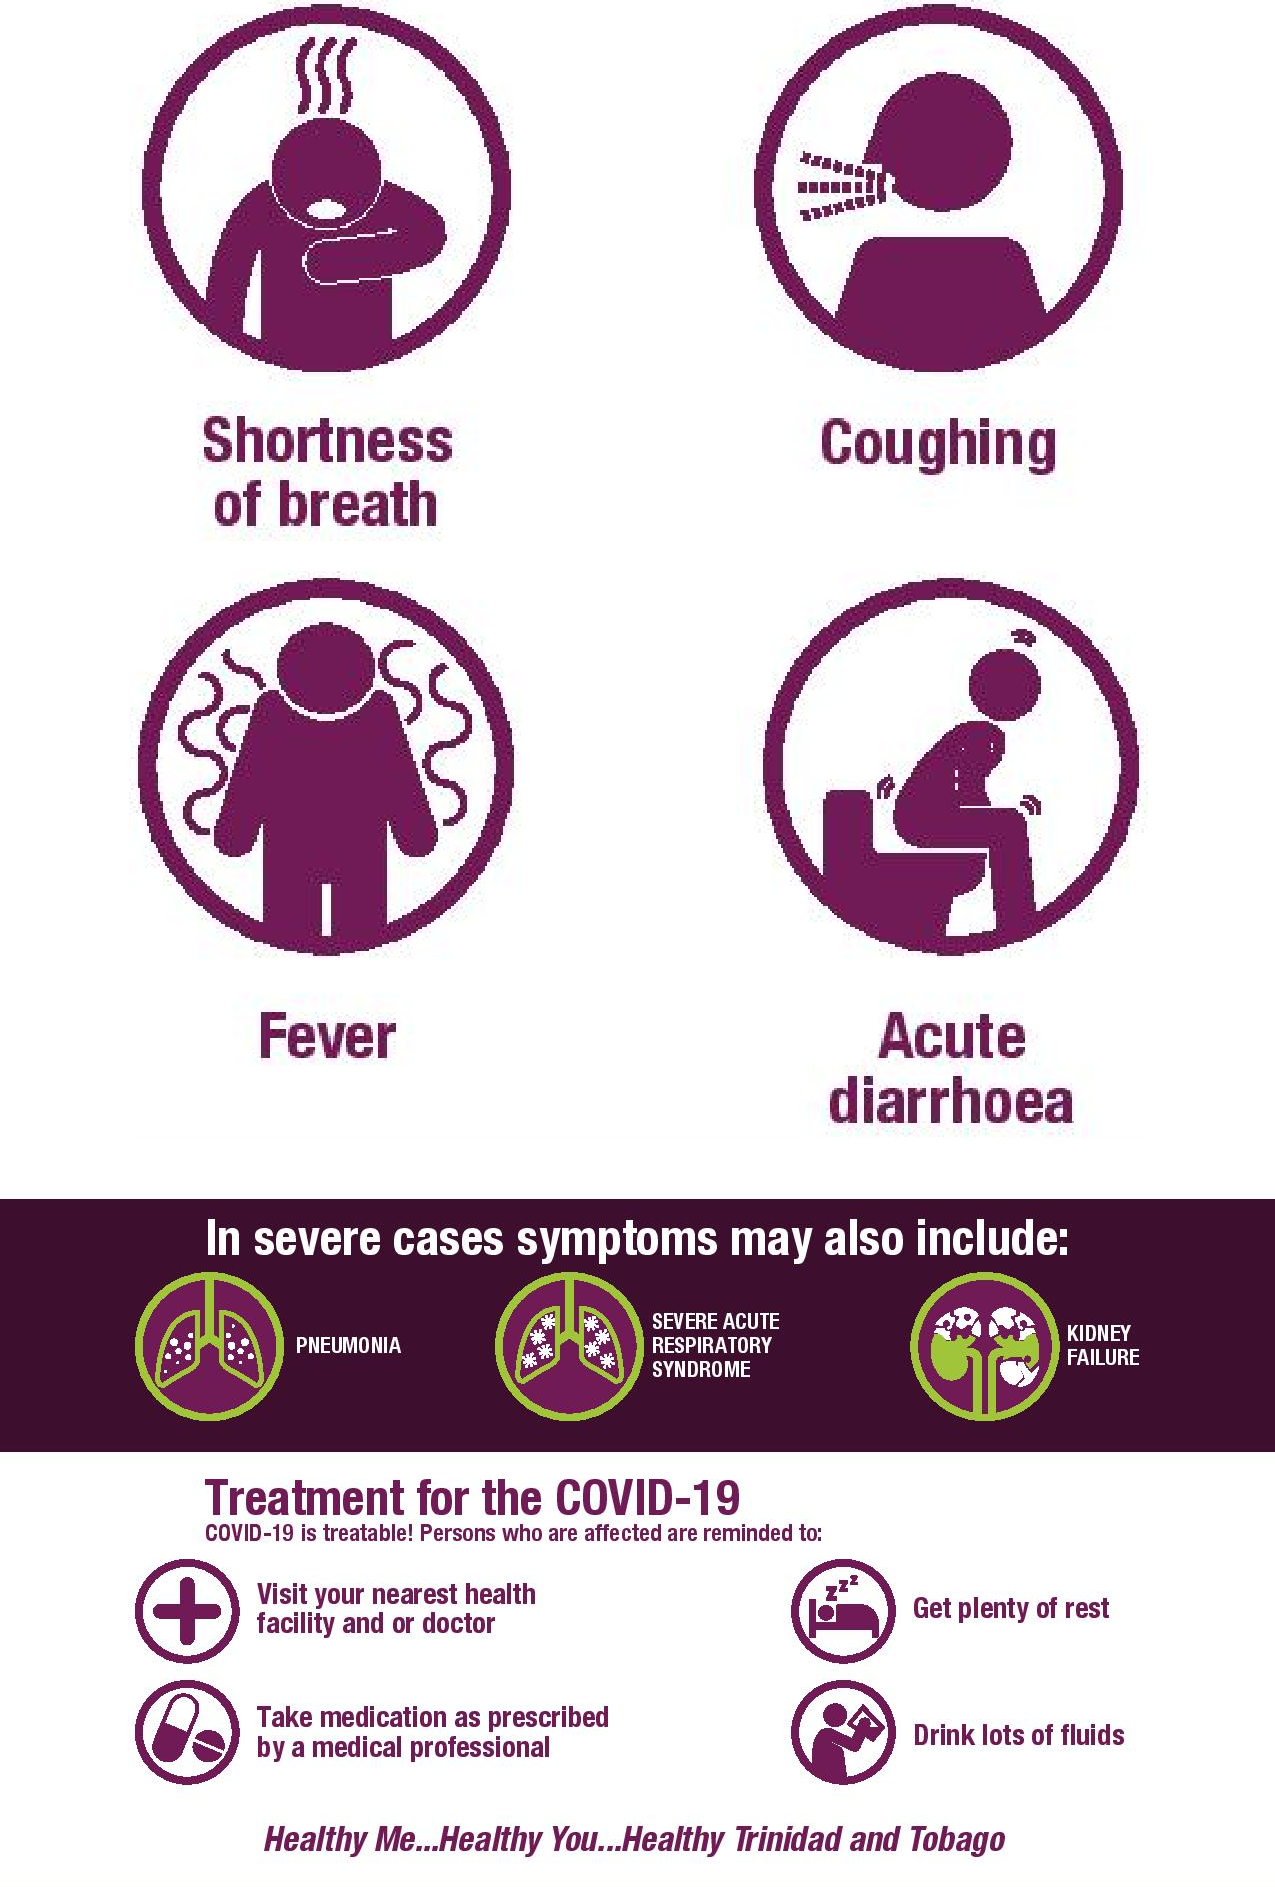 Shortness
of breath
Coughing
Fever
Acute
diarrhoea
In severe cases symptoms may also include:
PNEUMONIA
SEVERE ACUTE
RESPIRATORY
SYNDROME
KIDNEY
FAILURE
Treatment for the COVID-19
COVID-19 is treatable! Persons who are affected are reminded to:
Visit your nearest health
facility and or doctor
zzz
Get plenty of rest
Take medication as prescribed
by a medical professional
Drink lots of fluids
Healthy Me...Healthy You...Healthy Trinidad and Tobago